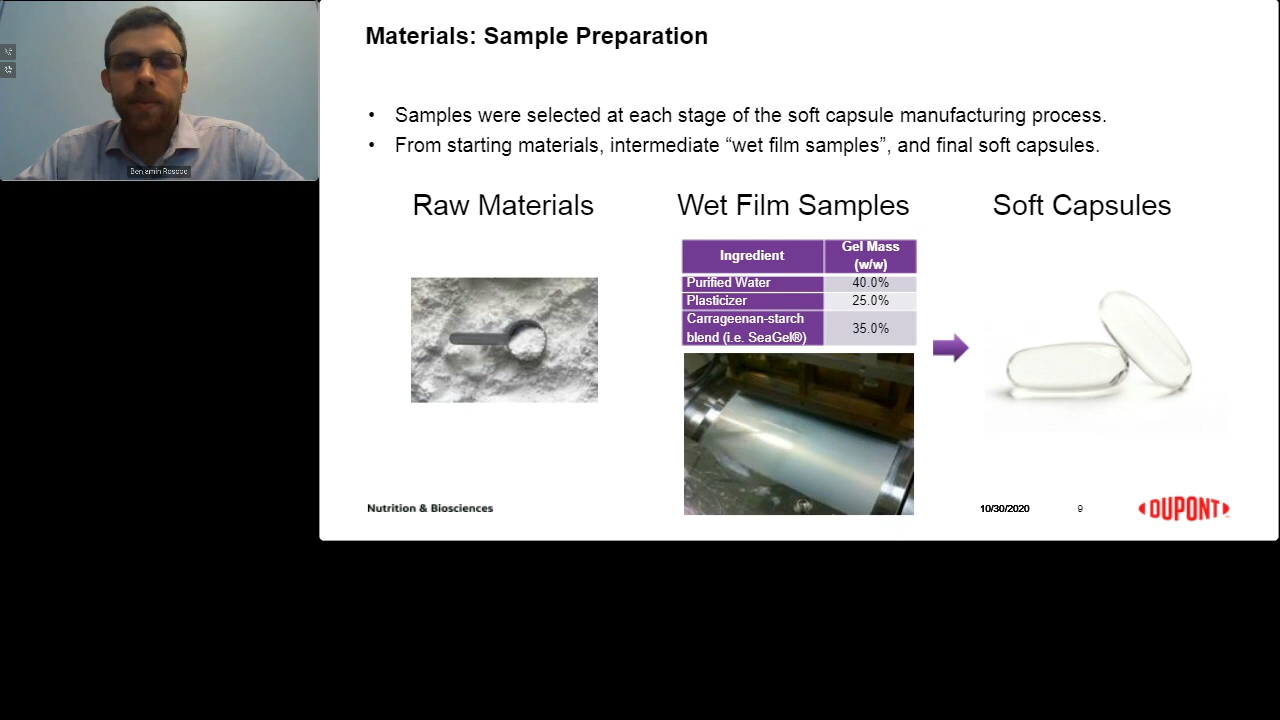 Materials: Sample Preparation
• Samples were selected at each stage of the soft capsule manufacturing process.
• From starting materials, intermediate “wet film samples”, and final soft capsules.
Raw Materials
Wet Film Samples
Soft Capsules
Ingredient
Gel Mass
(w/w)
Purified Water
40.0%
Plasticizer
25.0%
Carrageenan-starch
blend (i.e. SeaGel®)
35.0%
Nutrition & Biosciences
10/30/2020
9
DUPONT
Benjamin Roscoe